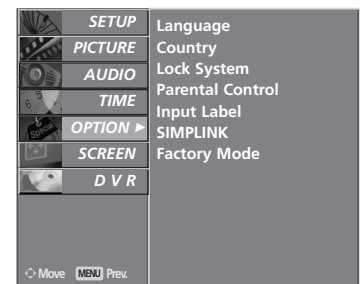 SETUP
PICTURE
AUDIO
TIME
OPTION ►
SCREEN
D V R
Language
Country
Lock System
Parental Control
Input Label
SIMPLINK
Factory Mode
Move MENU Prev.